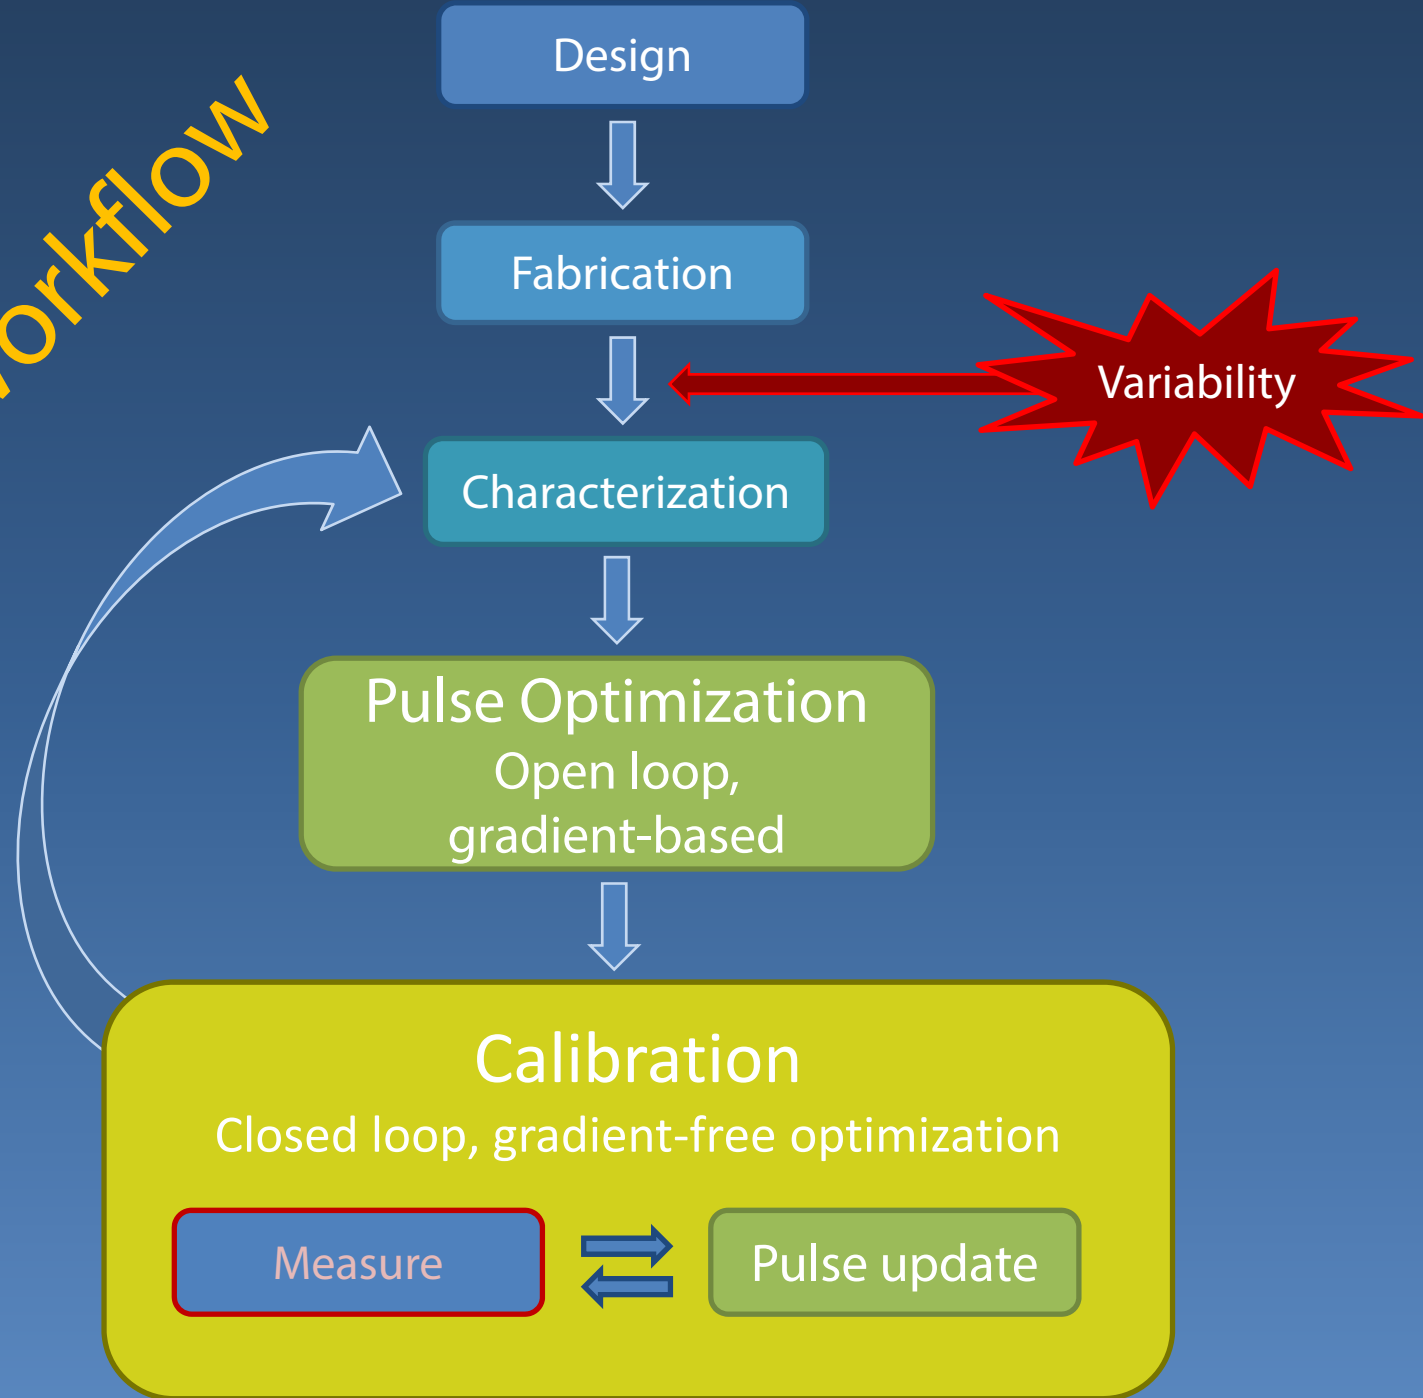 orkflow
Design
Fabrication
Variability
Characterization
Pulse Optimization
Open loop,
gradient-based
Calibration
Closed loop, gradient-free optimization
Measure
Pulse update